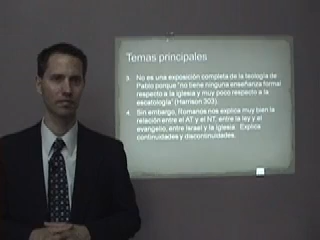 Temas principales
3. No es una exposición completa de la teología de
Pablo porque "no tiene ninguna enseñanza formal
respecto a la iglesia y muy poco respecto a la
escatología" (Harrison 303).
4. Sin embargo, Romanos nos explica muy bien la
relación entre el AT y el NT, entre la ley y el
evangelio, entre Israel y la Iglesia. Explica
continuidades y discontinuidades.